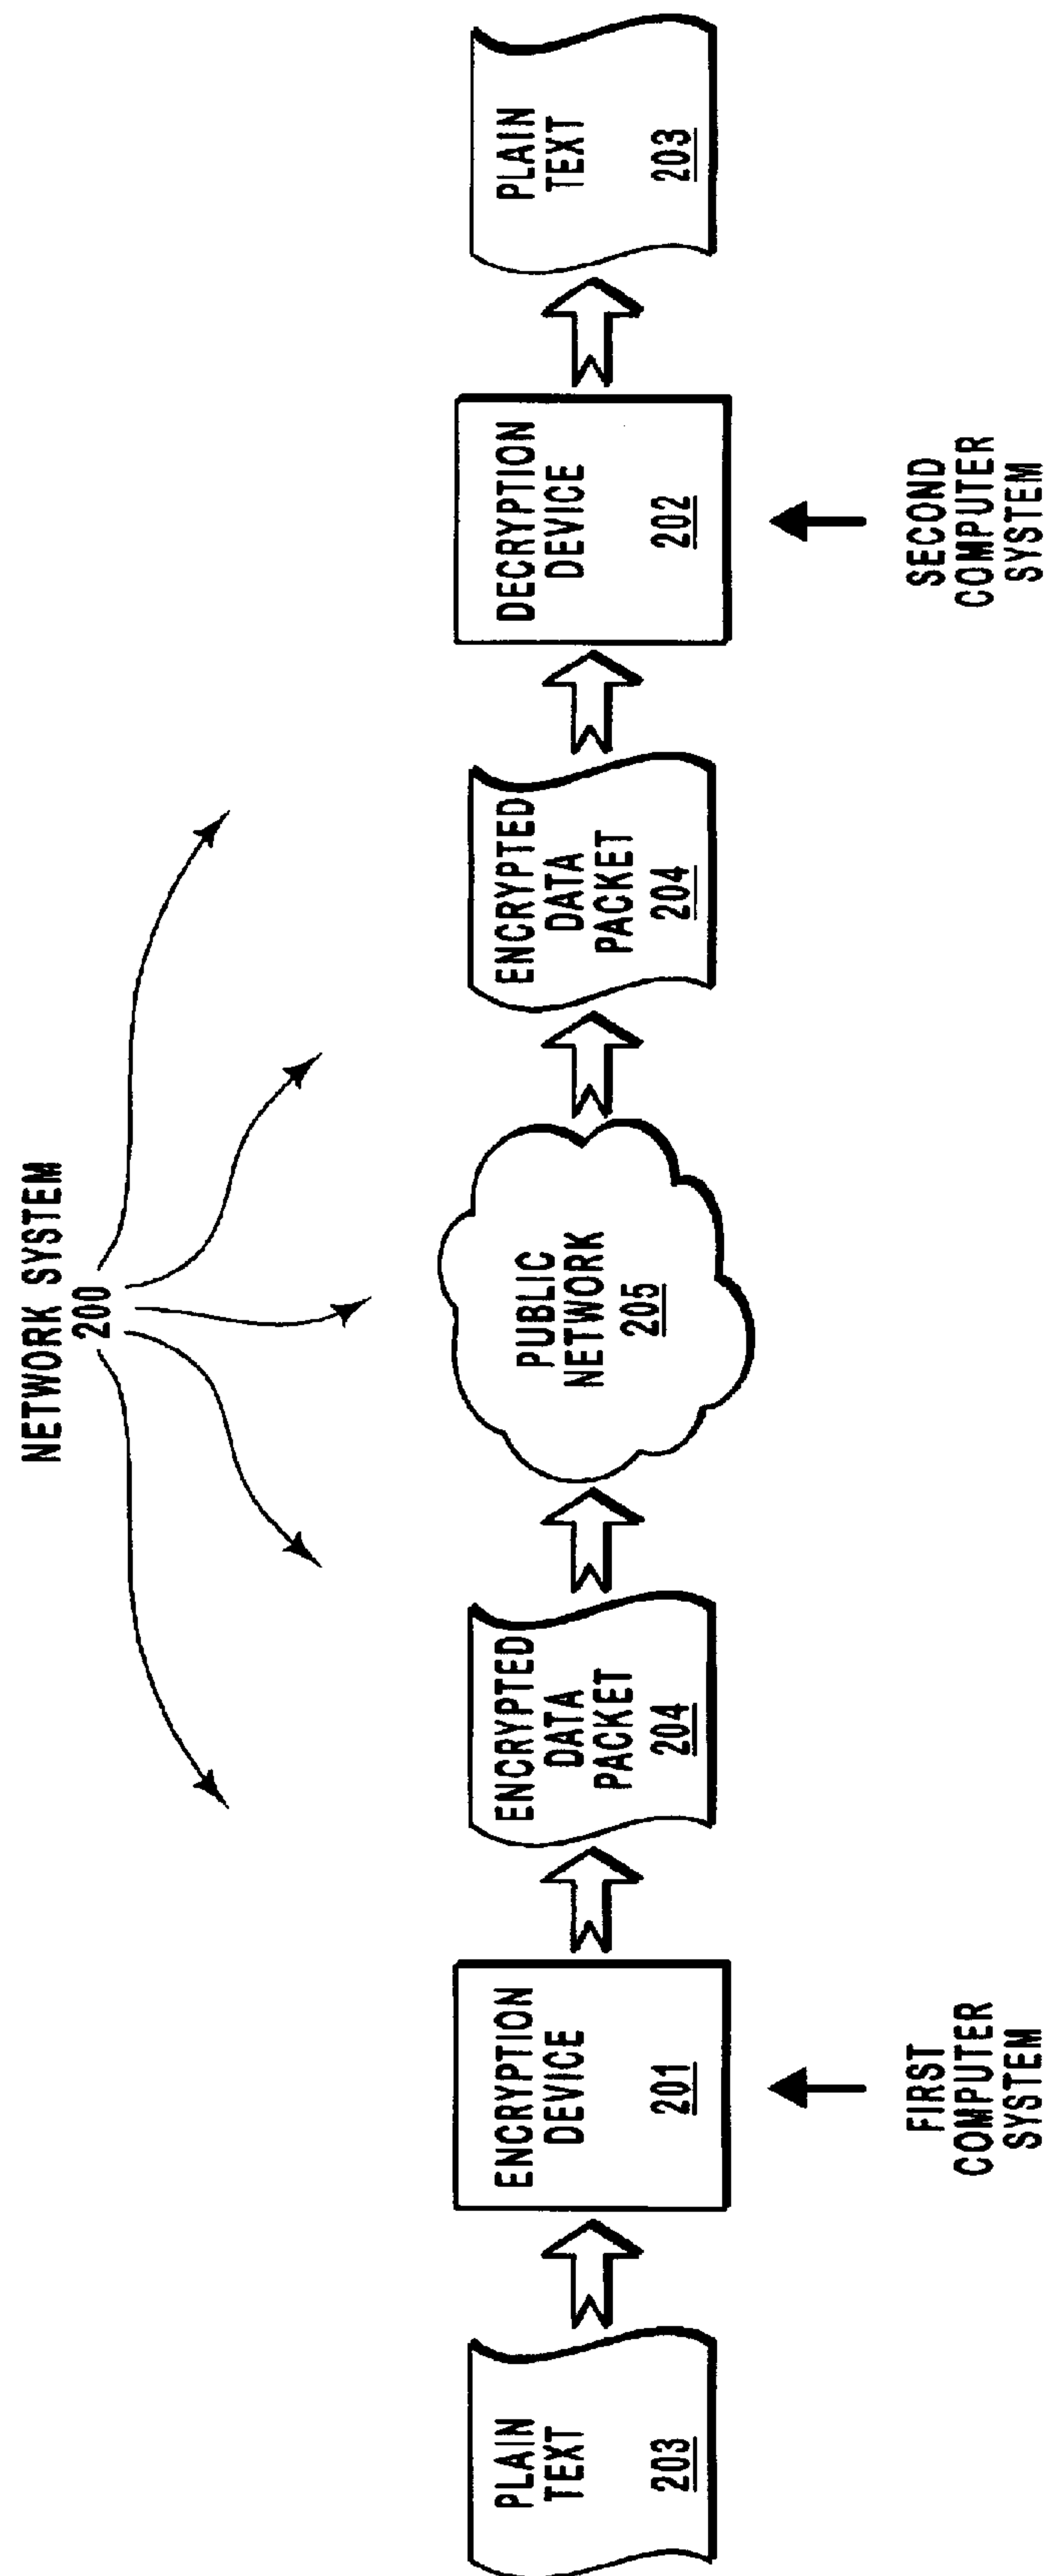 NETWORK SYSTEM
200
PLAIN
TEXT
203
ENCRYPTION
DEVICE
201
ENCRYPTED
DATA
PACKET
204
PUBLIC
NETWORK
205
ENCRYPTED
DATA
PACKET
204
DECRYPTION
DEVICE
202
PLAIN
TEXT
203
FIRST
COMPUTER
SYSTEM
SECOND
COMPUTER
SYSTEM